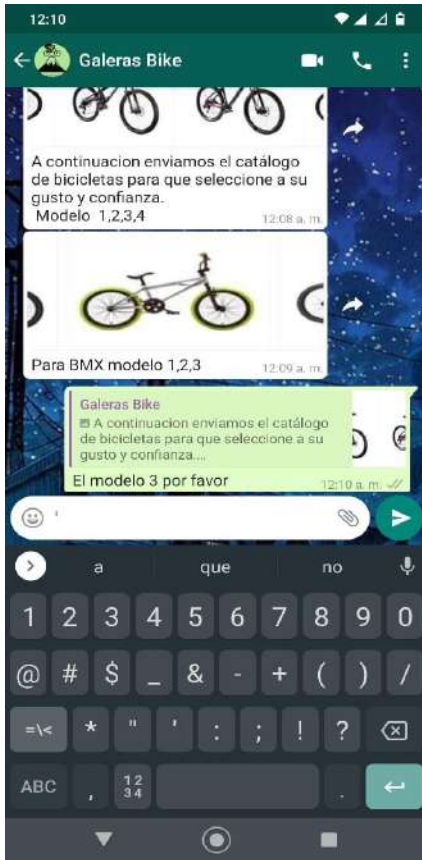 12:10
Galeras Bike
A continuacion enviamos el catálogo
de bicicletas para que seleccione a su
gusto y confianza.
Modelo 1,2,3,4
12:08 a. m.
Para BMX modelo 1,2,3
12:09 a. m.
Galeras Bike
A continuacion enviamos el catálogo
de bicicletas para que seleccione a su
gusto y confianza....
El modelo 3 por favor
12:10 a. m.
'
a que no
1 2 3 4 5 6 7 8 9 0
@ # $ _ & - + ( ) /
=\< * " ' : ; ! ?
ABC , 12 .
34